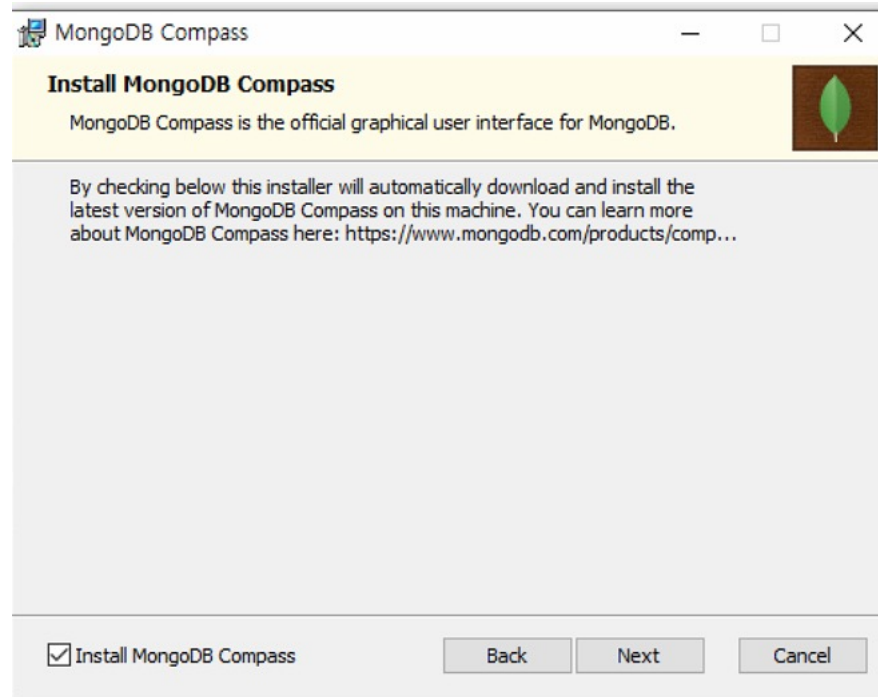 MongoDB Compass
Install MongoDB Compass
MongoDB Compass is the official graphical user interface for MongoDB.
By checking below this installer will automatically download and install the
latest version of MongoDB Compass on this machine. You can learn more
about MongoDB Compass here: https://www.mongodb.com/products/comp...
Install MongoDB Compass Back Next Cancel